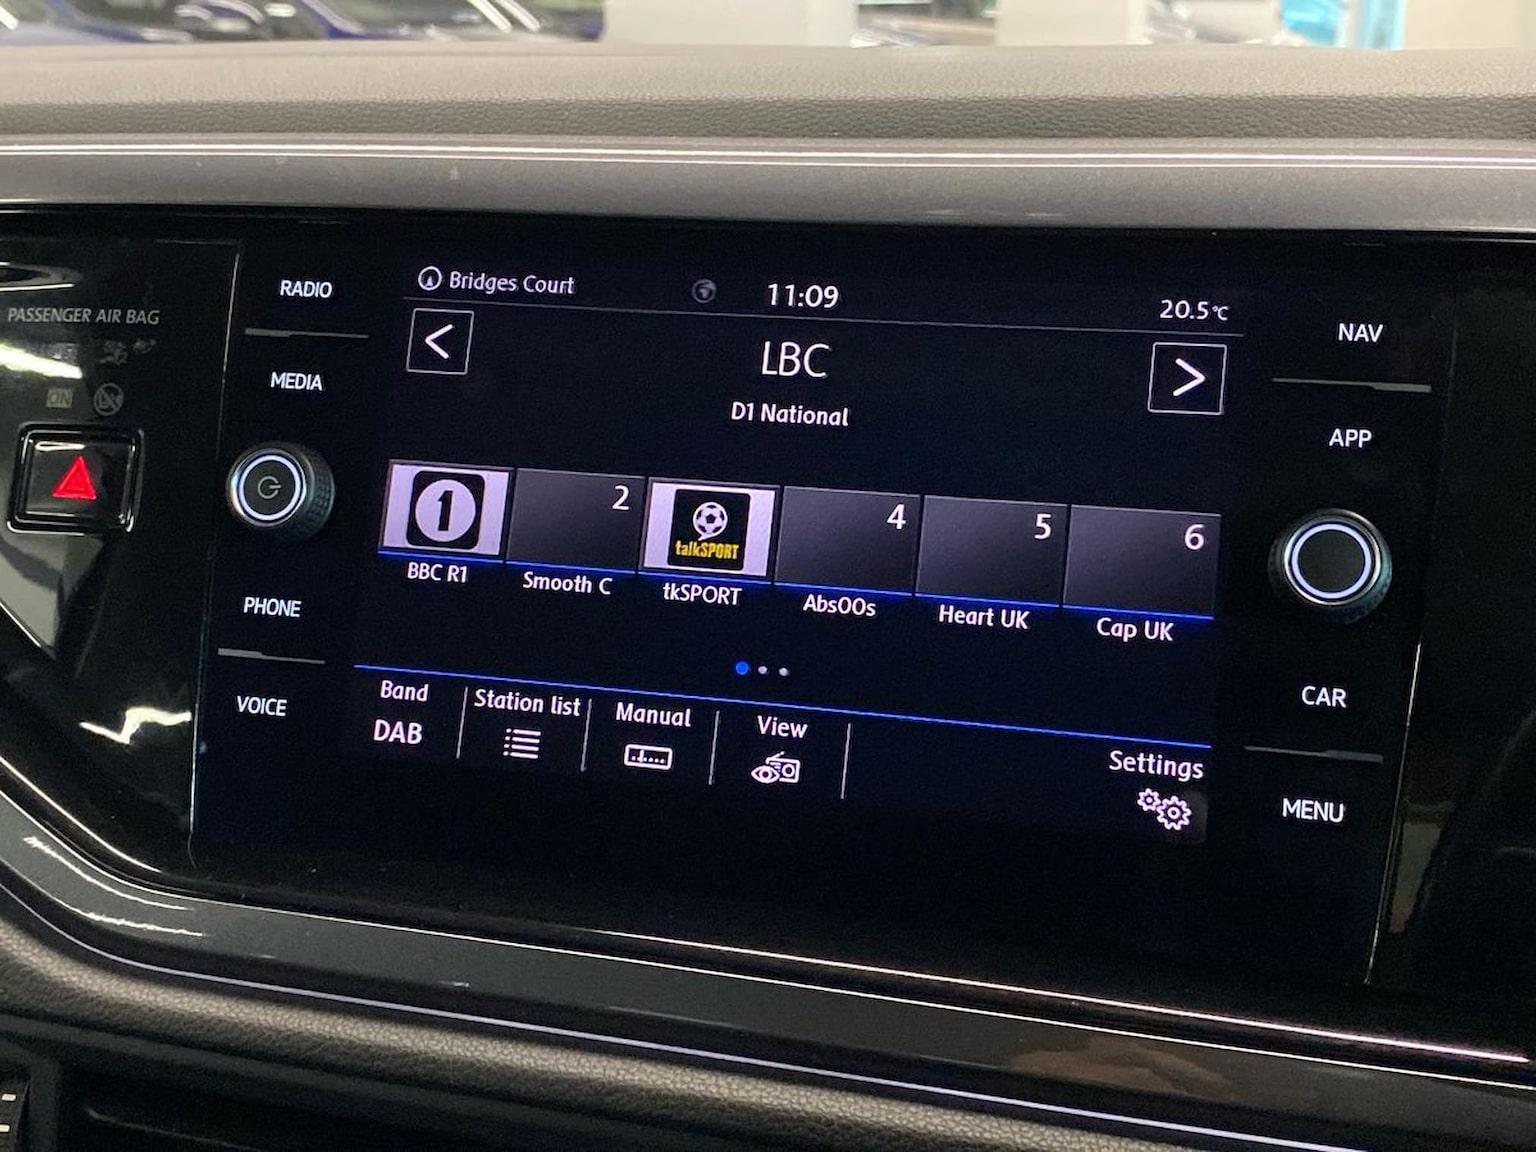 PASSENGER AIR BAG
ON
RADIO
MEDIA
PHONE
VOICE
Bridges Court
11:09
20.5°C
<
LBC
>
D1 National
1
2
talkSPORT
4
5
6
BBC R1
Smooth C
tkSPORT
Abs00s
Heart UK
Cap UK
Band
DAB
Station list
Manual
View
Settings
NAV
APP
CAR
MENU